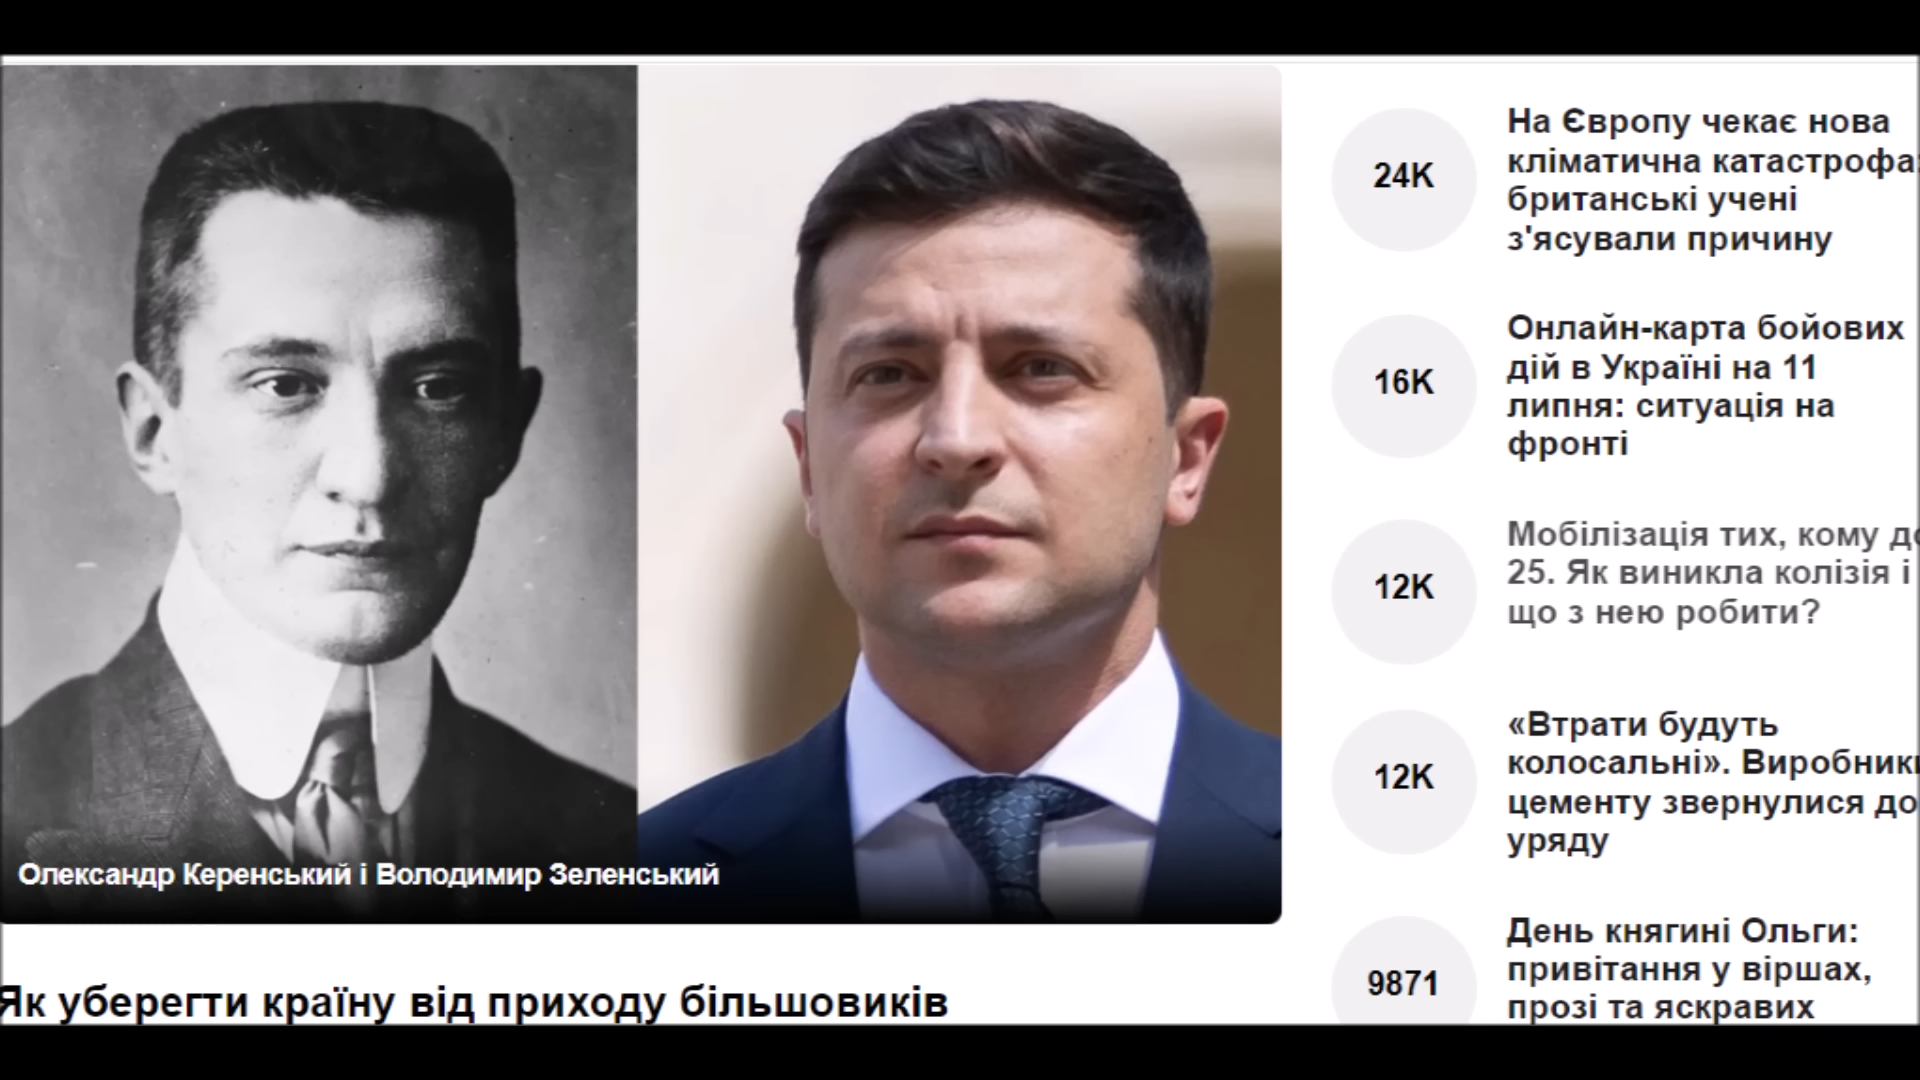 Олександр Керенський і Володимир Зеленський
Як уберегти країну від приходу більшовиків
24K
На Європу чекає нова
кліматична катастрофа:
британські учені
з'ясували причину
16K
Онлайн-карта бойових
дій в Україні на 11
липня: ситуація на
фронті
12K
Мобілізація тих, кому до
25. Як виникла колізія і
що з нею робити?
12K
«Втрати будуть
колосальні». Виробники
цементу звернулися до
уряду
9871
День княгині Ольги:
привітання у віршах,
прозі та яскравих